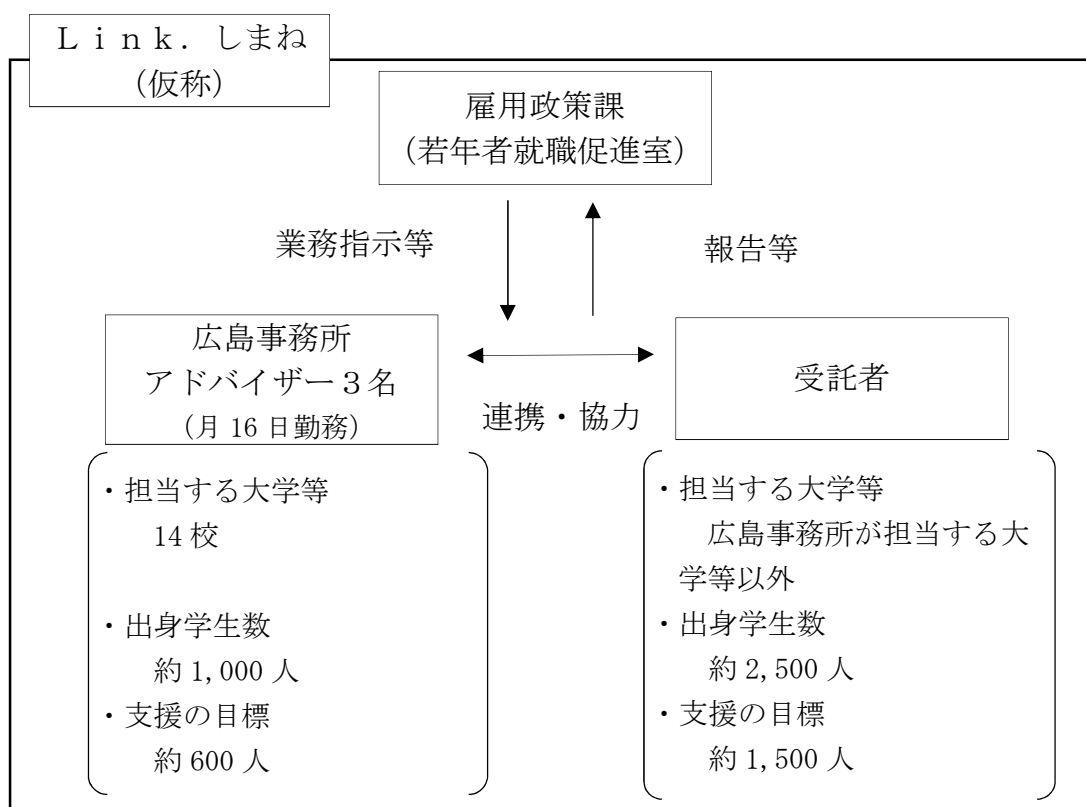 Ｌｉｎｋ．しまね
（仮称）
雇用政策課
（若年者就職促進室）
業務指示等
報告等
広島事務所
アドバイザー３名
（月 16 日勤務）
連携・協力
受託者
・担当する大学等
14 校
・出身学生数
約 1,000 人
・支援の目標
約 600 人
・担当する大学等
広島事務所が担当する大
学等以外
・出身学生数
約 2,500 人
・支援の目標
約 1,500 人